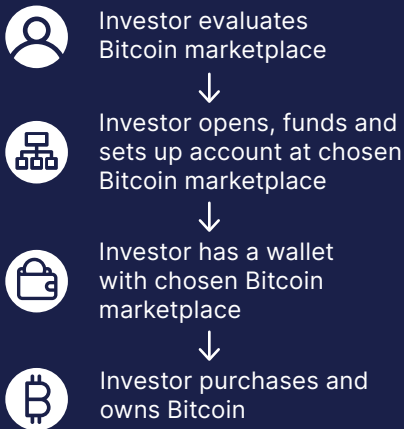 Investor evaluates
Bitcoin marketplace
Investor opens, funds and
sets up account at chosen
Bitcoin marketplace
Investor has a wallet
with chosen Bitcoin
marketplace
Investor purchases and
owns Bitcoin